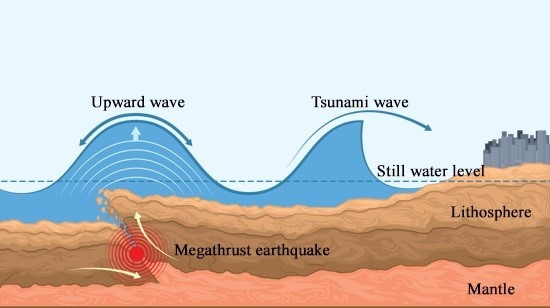 Upward wave
Tsunami wave
Still water level
Lithosphere
Megathrust earthquake
Mantle